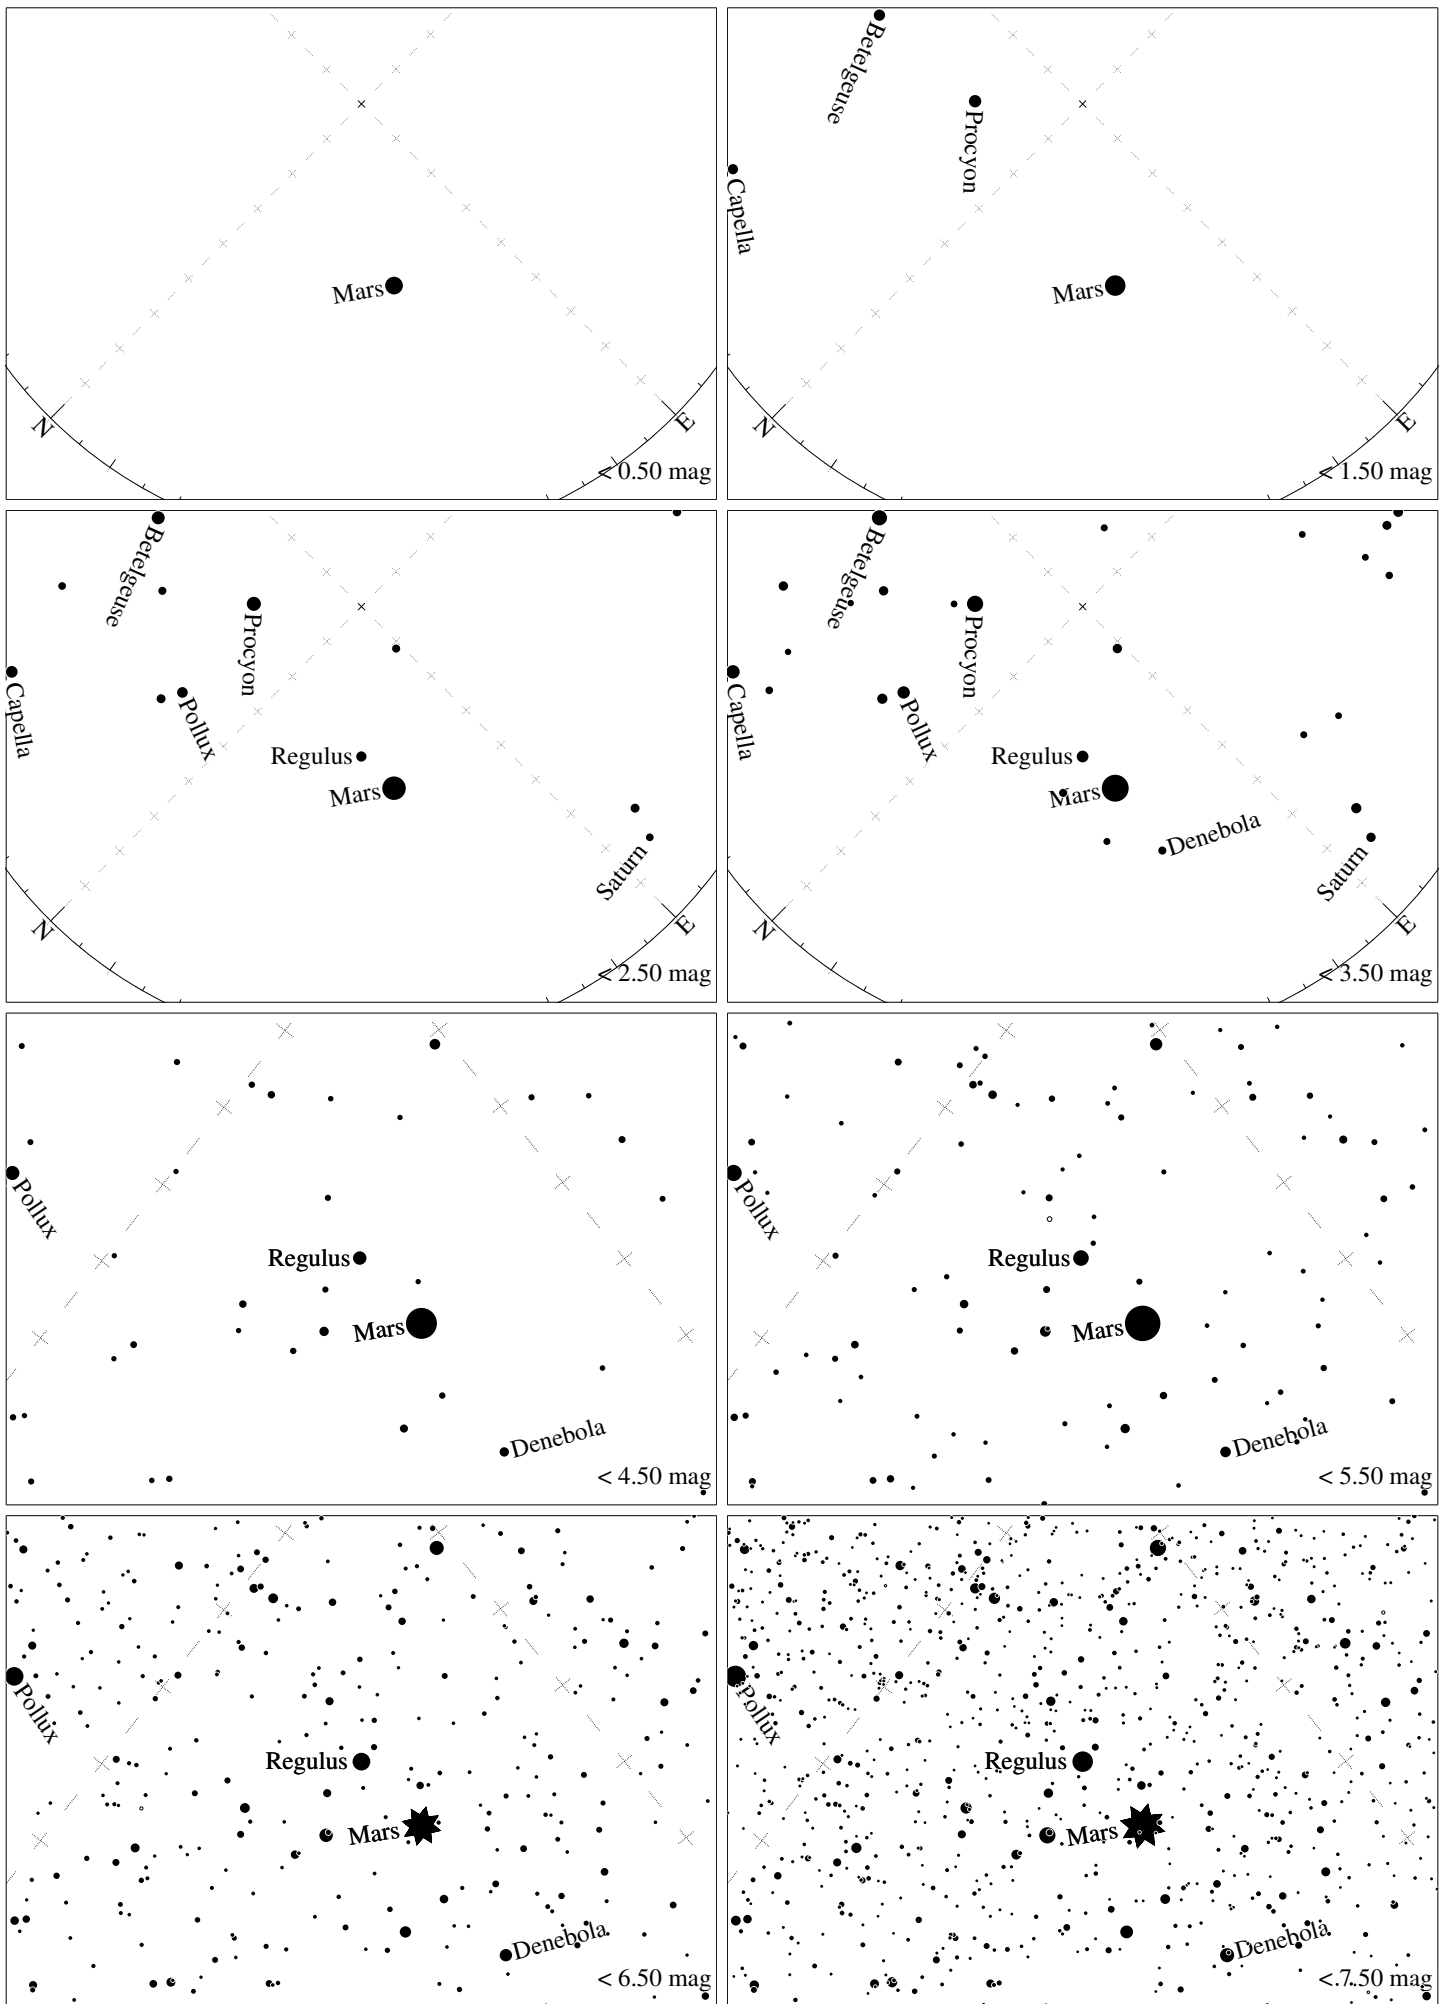 Mars
N
E
< 0.50 mag
Betelgeuse
Procyon
Capella
Mars
N
E
< 1.50 mag
Betelgeuse
Procyon
Capella
Pollux
Regulus
Mars
Saturn
N
E
< 2.50 mag
Betelgeuse
Procyon
Capella
Pollux
Regulus
Mars
Denebola
Saturn
N
E
< 3.50 mag
Pollux
Regulus
Mars
Denebola
< 4.50 mag
Pollux
Regulus
Mars
Denebola
< 5.50 mag
Pollux
Regulus
Mars
Denebola
< 6.50 mag
Pollux
Regulus
Mars
Denebola
< 7.50 mag